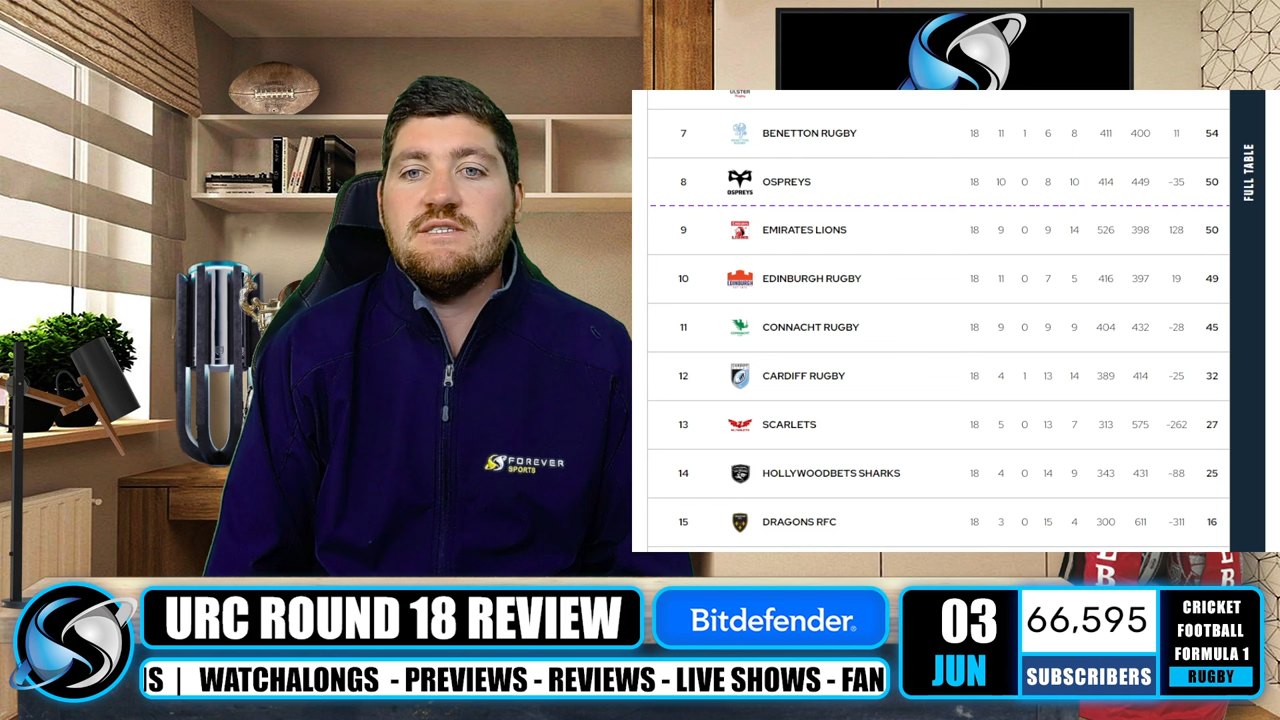 ULSTER
Rugby
7 BENETTON RUGBY 18 11 1 6 8 411 400 11 54
8 OSPREYS OSPREYS 18 10 0 8 10 414 449 -35 50
9 EMIRATES LIONS 18 9 0 9 14 526 398 128 50
10 EDINBURGH EDINBURGH RUGBY 18 11 0 7 5 416 397 19 49
11 CONNACHT CONNACHT RUGBY 18 9 0 9 9 404 432 -28 45
12 CARDIFF CARDIFF RUGBY 18 4 1 13 14 389 414 -25 32
13 SCARLETS SCARLETS 18 5 0 13 7 313 575 -262 27
14 HOLLYWOODBETS SHARKS 18 4 0 14 9 343 431 -88 25
15 DRAGONS RFC 18 3 0 15 4 300 611 -311 16
FULL TABLE
FOREVER
SPORTS
URC ROUND 18 REVIEW
Bitdefender®
03
JUN
66,595
SUBSCRIBERS
CRICKET
FOOTBALL
FORMULA 1
RUGBY
S | WATCHALONGS - PREVIEWS - REVIEWS - LIVE SHOWS - FAN